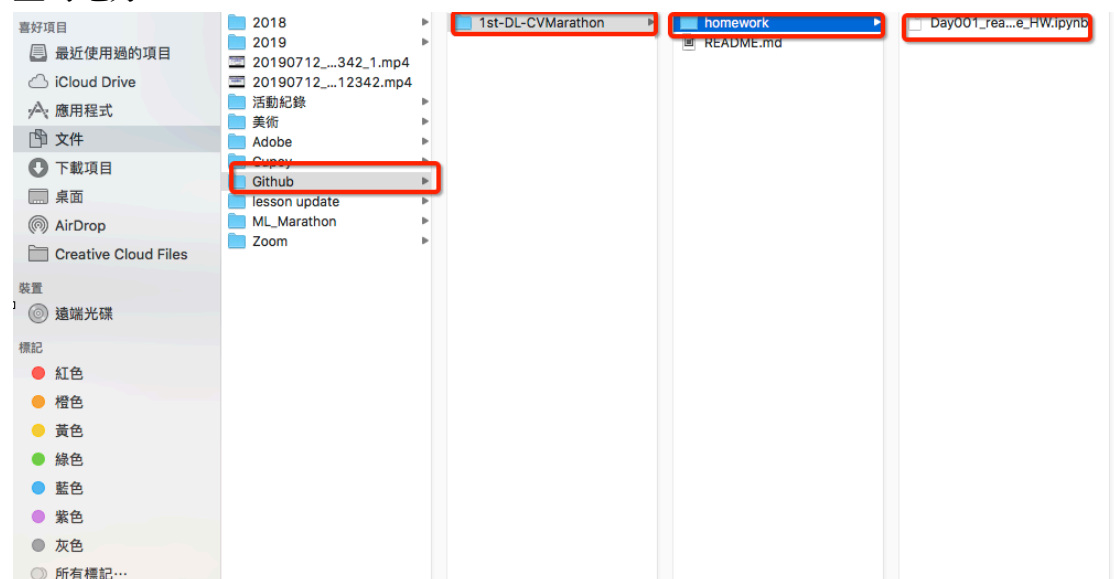 喜好項目
最近使用過的項目
iCloud Drive
應用程式
文件
下載項目
桌面
AirDrop
Creative Cloud Files
裝置
遠端光碟
標記
紅色
橙色
黃色
綠色
藍色
紫色
灰色
所有標記…
2018
2019
20190712_...342_1.mp4
20190712_...12342.mp4
活動紀錄
美術
Adobe
Cupoy
Github
lesson update
ML_Marathon
Zoom
1st-DL-CVMarathon
homework
README.md
Day001_rea...e_HW.ipynb